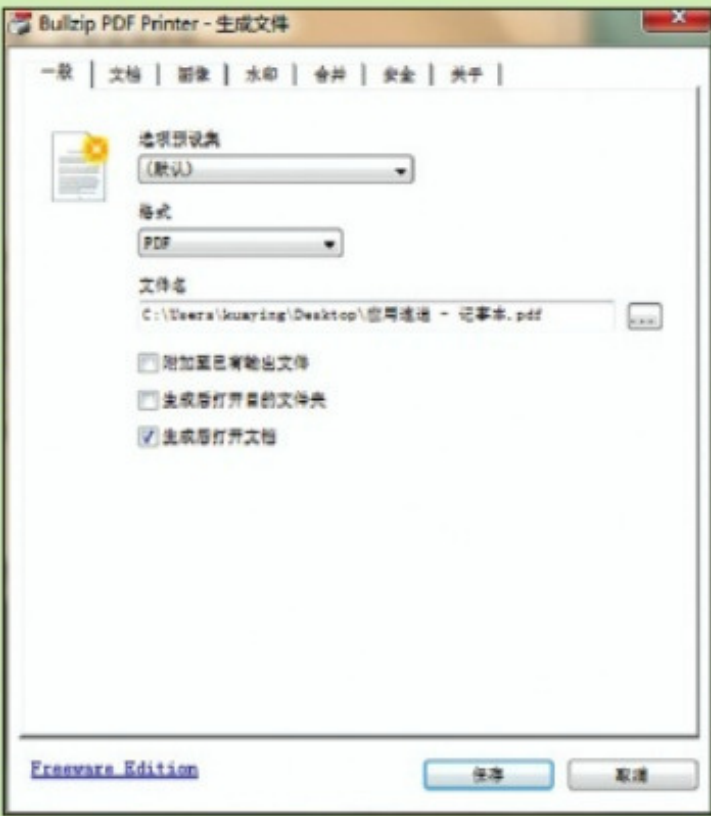 Bullzip PDF Printer - 生成文件
一般 | 文档 | 图像 | 水印 | 合并 | 安全 | 关于 |
选项预设集
(默认)
格式
PDF
文件名
C:\Users\kuaying\Desktop\应用速递 - 记事本.pdf
...
附加至已有输出文件
生成后打开目的文件夹
生成后打开文档
Freeware Edition
保存
取消